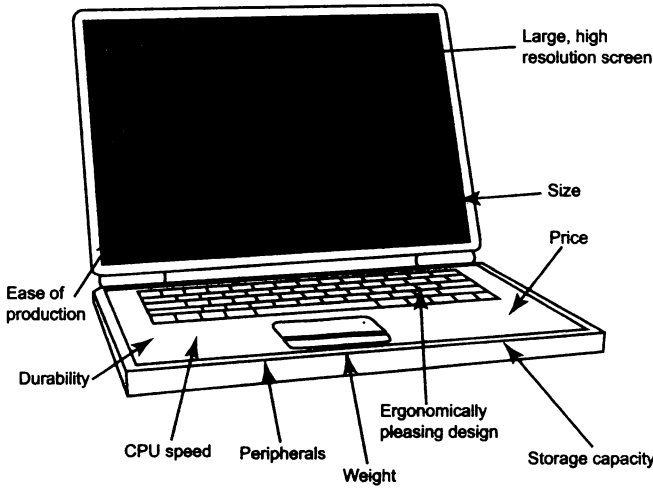 Large, high
resolution screen
Size
Price
Ease of
production
Durability
CPU speed
Peripherals
Weight
Ergonomically
pleasing design
Storage capacity